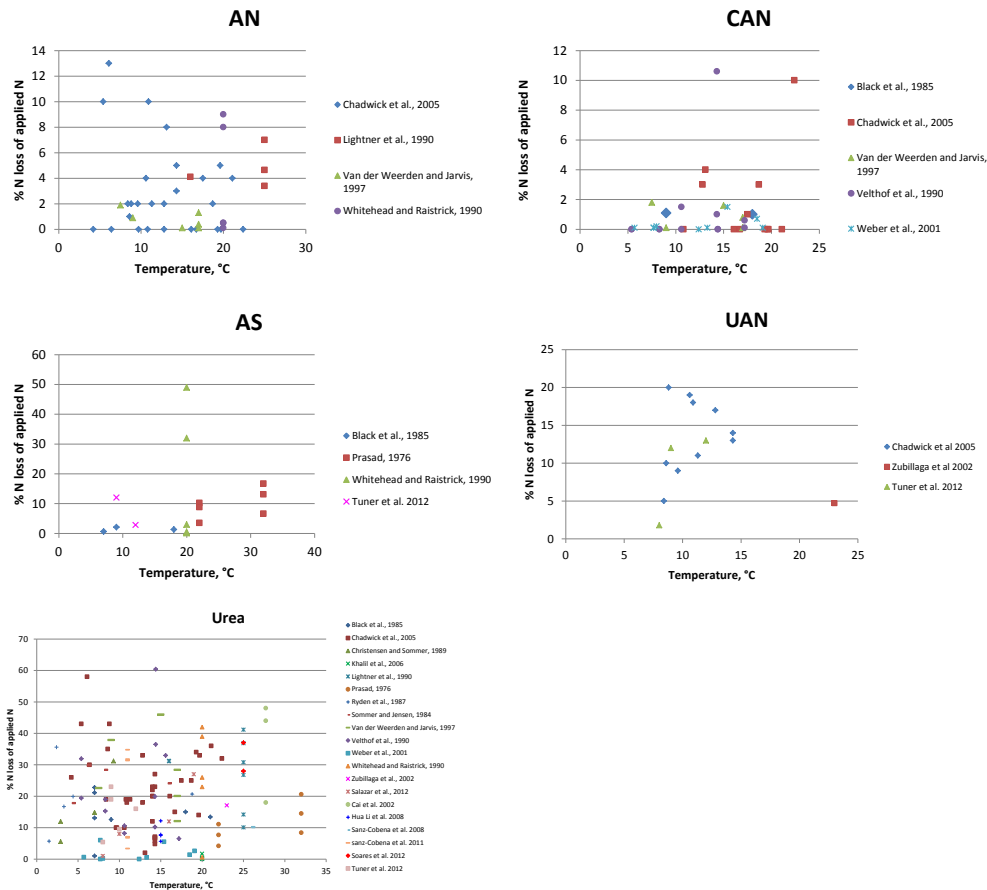 AN
% N loss of applied N
14
12
10
8
6
4
2
0
0 10 20 30
Temperature, °C
Chadwick et al., 2005
Lightner et al., 1990
Van der Weerden and Jarvis,
1997
Whitehead and Raistrick, 1990
CAN
% N loss of applied N
12
10
8
6
4
2
0
0 5 10 15 20 25
Temperature, °C
Black et al., 1985
Chadwick et al., 2005
Van der Weerden and Jarvis,
1997
Velthof et al., 1990
Weber et al., 2001
AS
% N loss of applied N
60
50
40
30
20
10
0
0 10 20 30 40
Temperature, °C
Black et al., 1985
Prasad, 1976
Whitehead and Raistrick, 1990
Tuner et al. 2012
UAN
% N loss of applied N
25
20
15
10
5
0
0 5 10 15 20 25
Temperature, °C
Chadwick et al 2005
Zubillaga et al 2002
Tuner et al. 2012
Urea
% N loss of applied N
70
60
50
40
30
20
10
0
0 5 10 15 20 25 30 35
Temperature, °C
Black et al., 1985
Chadwick et al., 2005
Christensen and Sommer, 1989
Khalil et al., 2006
Lightner et al., 1990
Prasad, 1976
Ryden et al., 1987
Sommer and Jensen, 1984
Van der Weerden and Jarvis, 1997
Velthof et al., 1990
Weber et al., 2001
Whitehead and Raistrick, 1990
Zubillaga et al., 2002
Salazar et al., 2012
Cai et al. 2002
Hua Li et al. 2008
Sanz-Cobena et al. 2008
sanz-Cobena et al. 2011
Soares et al. 2012
Tuner et al. 2012